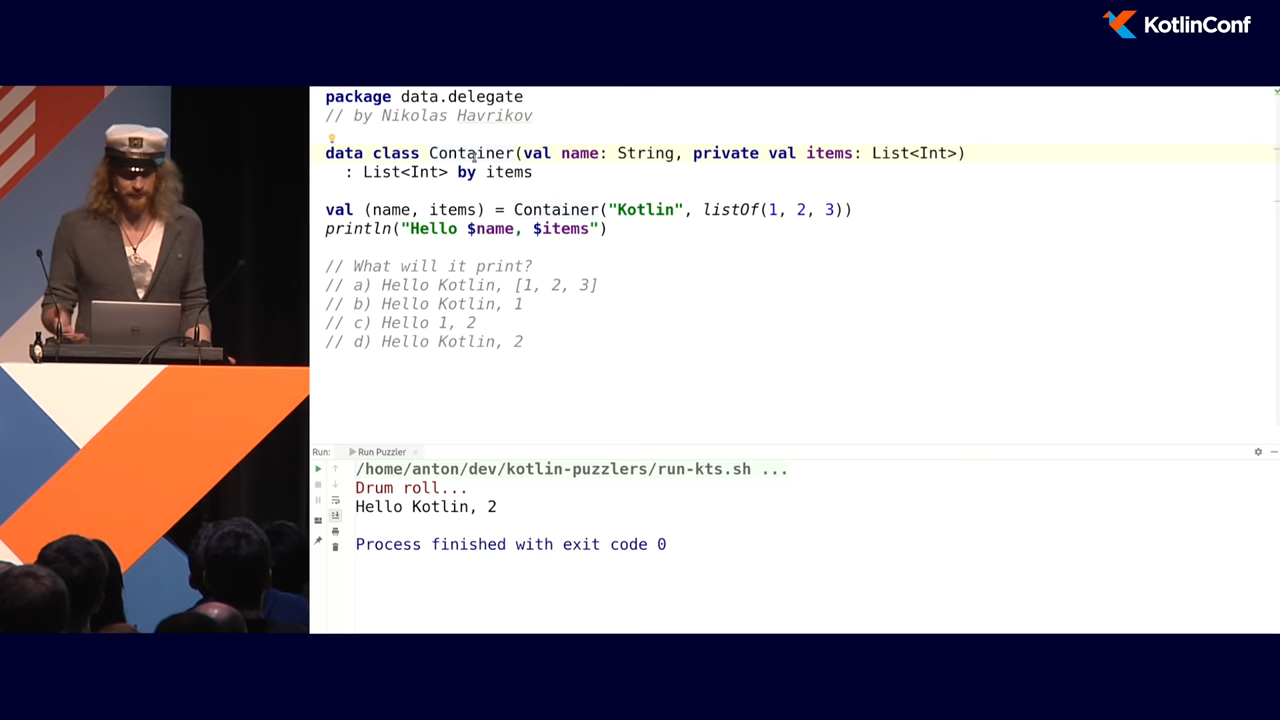 KotlinConf
package data.delegate
// by Nikolas Havrikov
data class Container(val name: String, private val items: List<Int>)
: List<Int> by items
val (name, items) = Container("Kotlin", listOf(1, 2, 3))
println("Hello $name, $items")
// What will it print?
// a) Hello Kotlin, [1, 2, 3]
// b) Hello Kotlin, 1
// c) Hello 1, 2
// d) Hello Kotlin, 2
Run: Run Puzzler
/home/anton/dev/kotlin-puzzlers/run-kts.sh ...
Drum roll...
Hello Kotlin, 2
Process finished with exit code 0